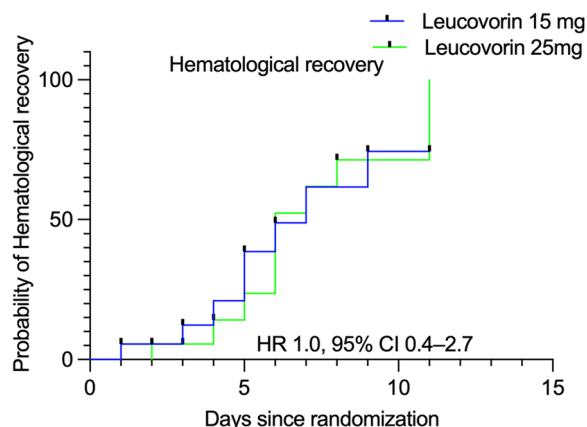 Leucovorin 15 mg
Leucovorin 25mg
Hematological recovery
Probability of Hematological recovery
100
50
0
HR 1.0, 95% CI 0.4–2.7
0
5
10
15
Days since randomization